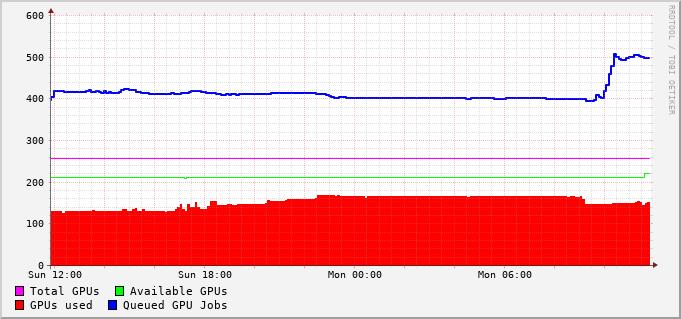 600
500
400
300
200
100
0
Sun 12:00 Sun 18:00 Mon 00:00 Mon 06:00
Total GPUs Available GPUs
GPUs used Queued GPU Jobs
RRDTOOL / TOBI OETIKER